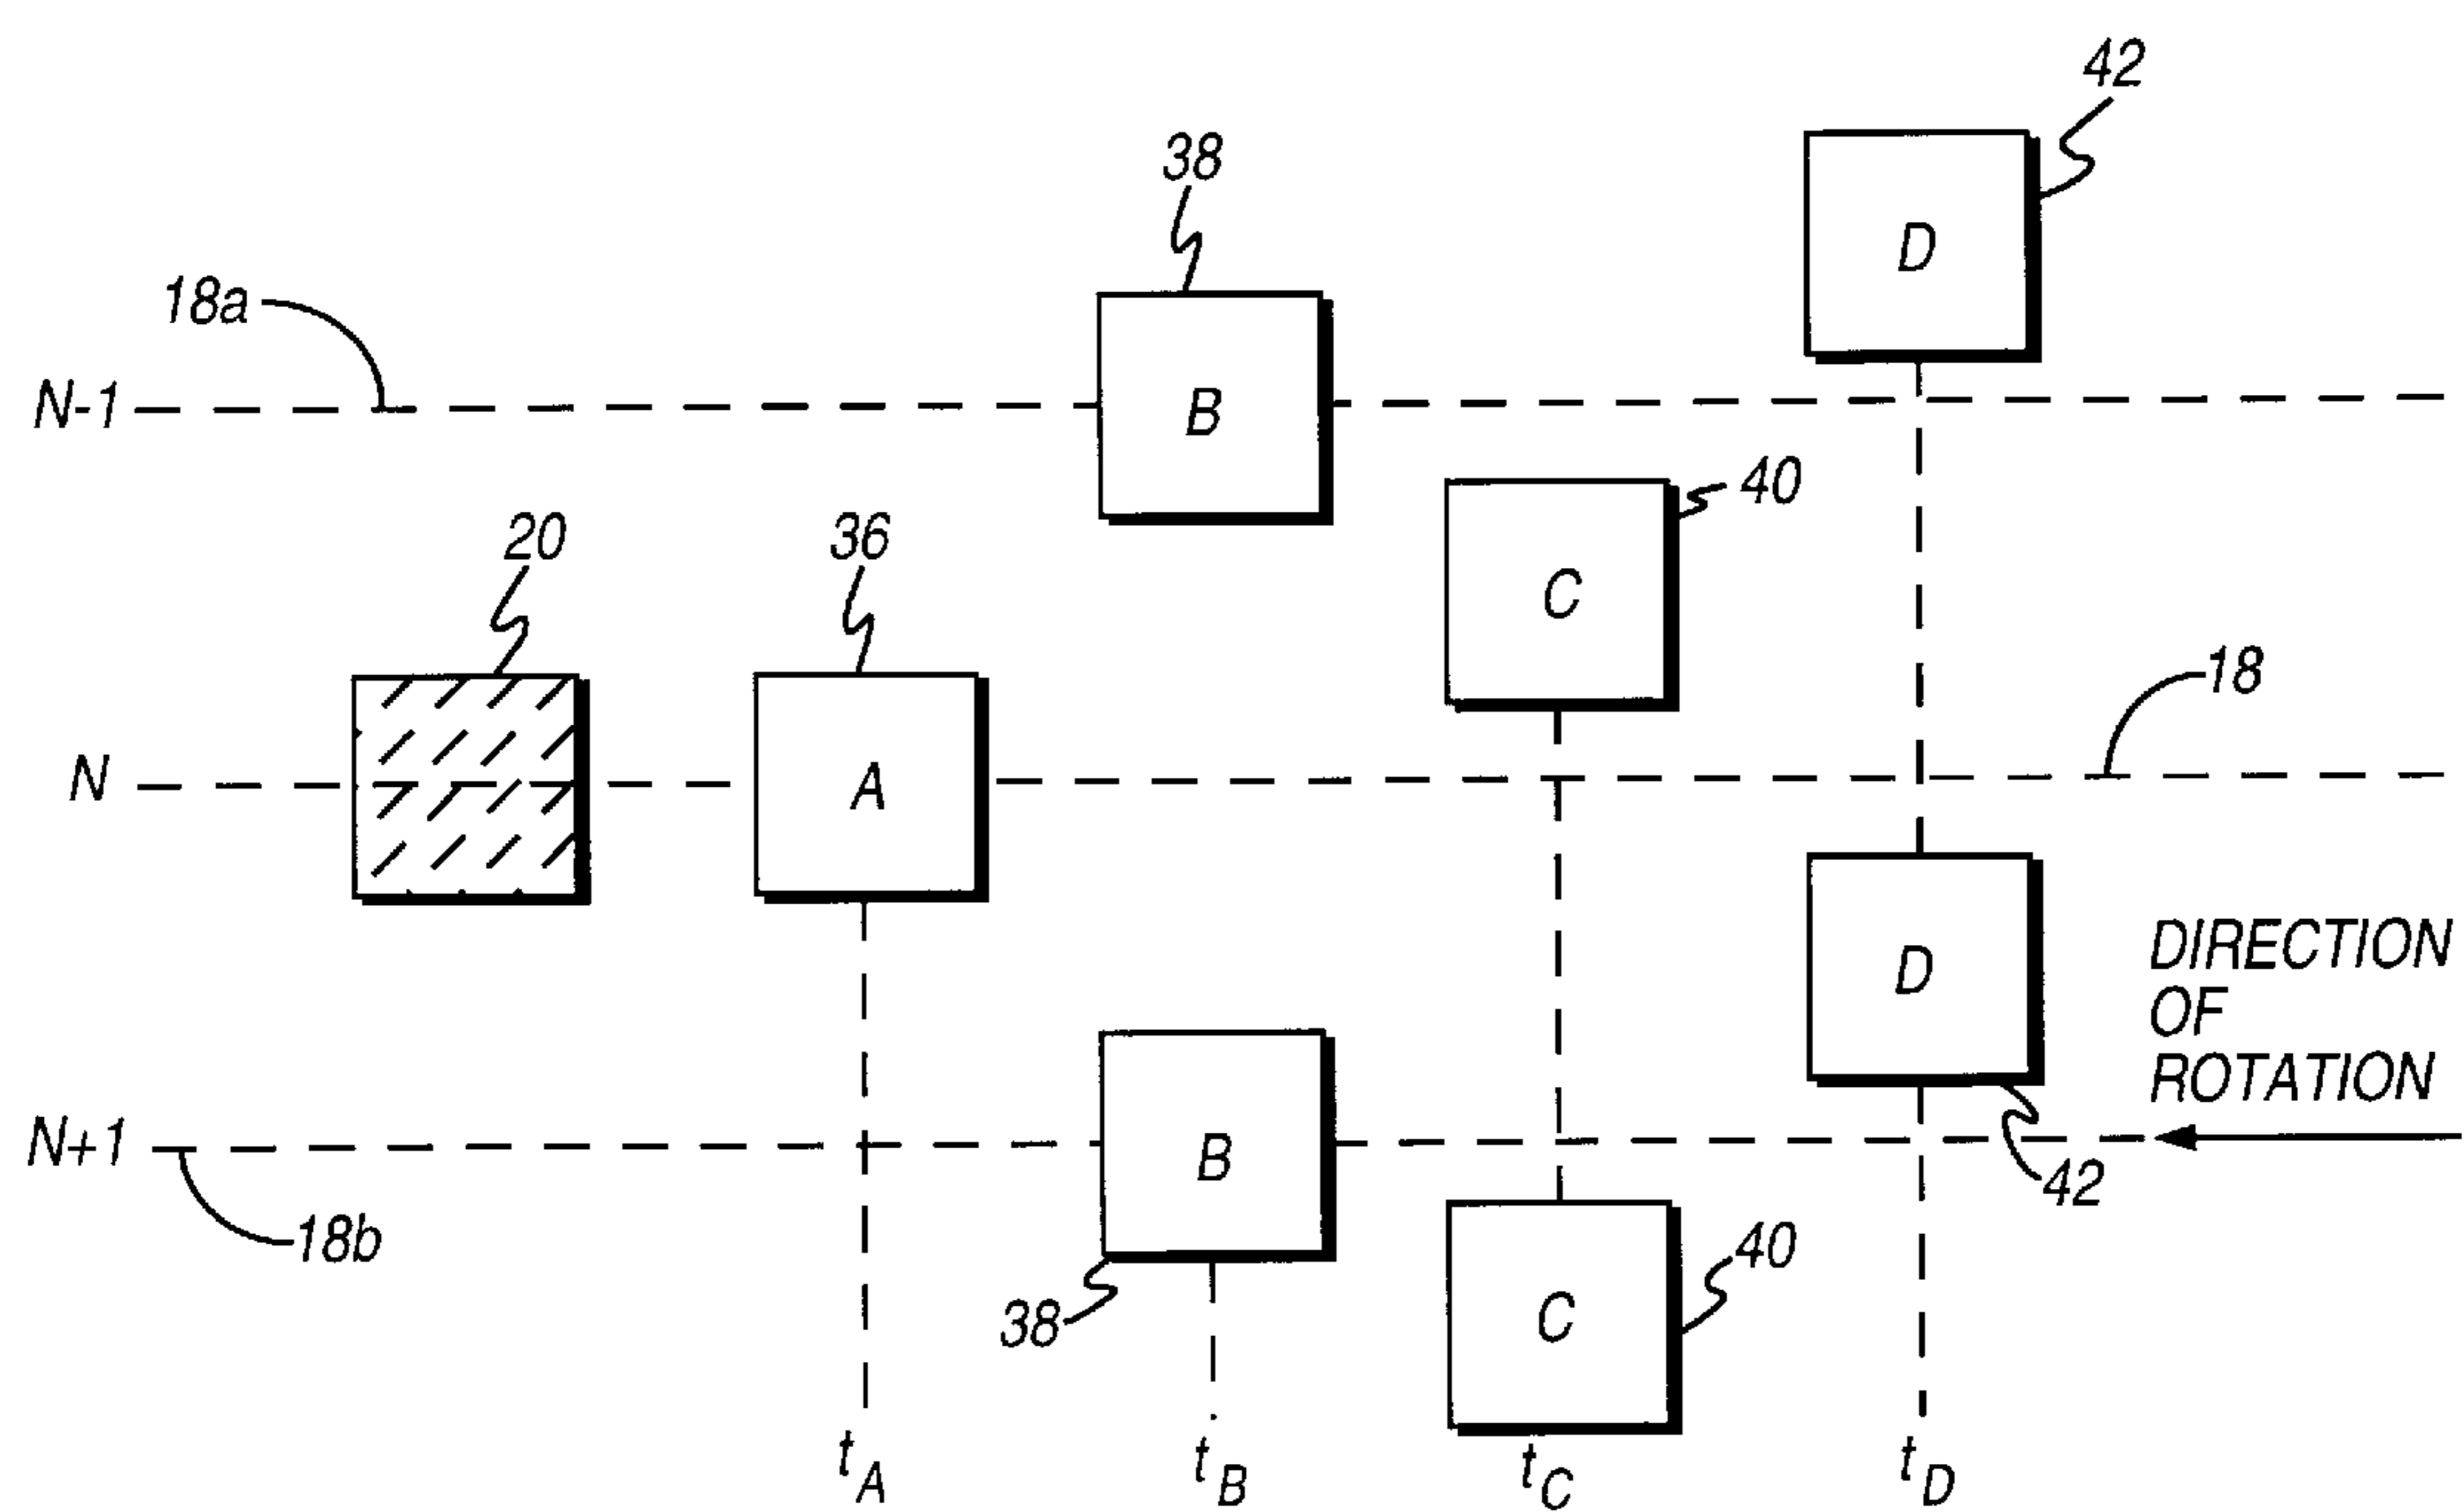 42
38
D
18a
N-1
B
40
20
36
C
18
N
A
D
DIRECTION
OF
ROTATION
N+1
B
42
18b
40
38
C
tA
tB
tC
tD